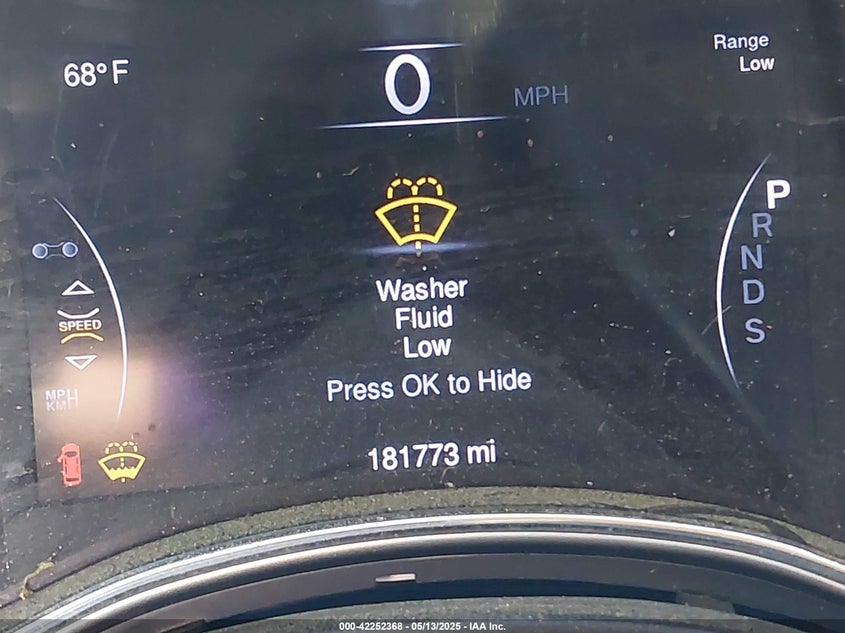 68°F
0
MPH
Range
Low
P
R
N
D
S
SPEED
MPH
KMH
Washer
Fluid
Low
Press OK to Hide
181773 mi
000-42252368 - 05/13/2025 - IAA Inc.